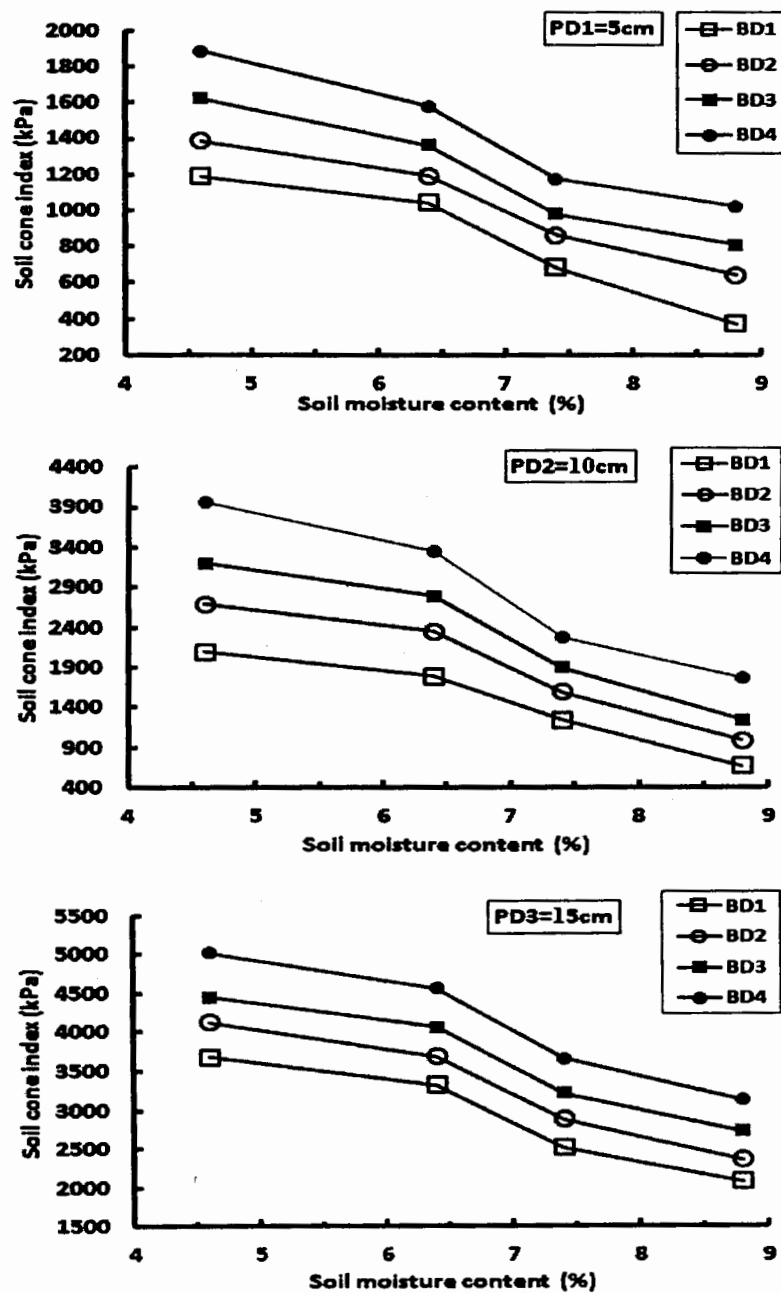 PD1=5cm
BD1
BD2
BD3
BD4
Soil cone index (kPa)
2000
1800
1600
1400
1200
1000
800
600
400
200
4 5 6 7 8 9
Soil moisture content (%)
PD2=10cm
BD1
BD2
BD3
BD4
Soil cone index (kPa)
4400
3900
3400
2900
2400
1900
1400
900
400
4 5 6 7 8 9
Soil moisture content (%)
PD3=15cm
BD1
BD2
BD3
BD4
Soil cone index (kPa)
5500
5000
4500
4000
3500
3000
2500
2000
1500
4 5 6 7 8 9
Soil moisture content (%)